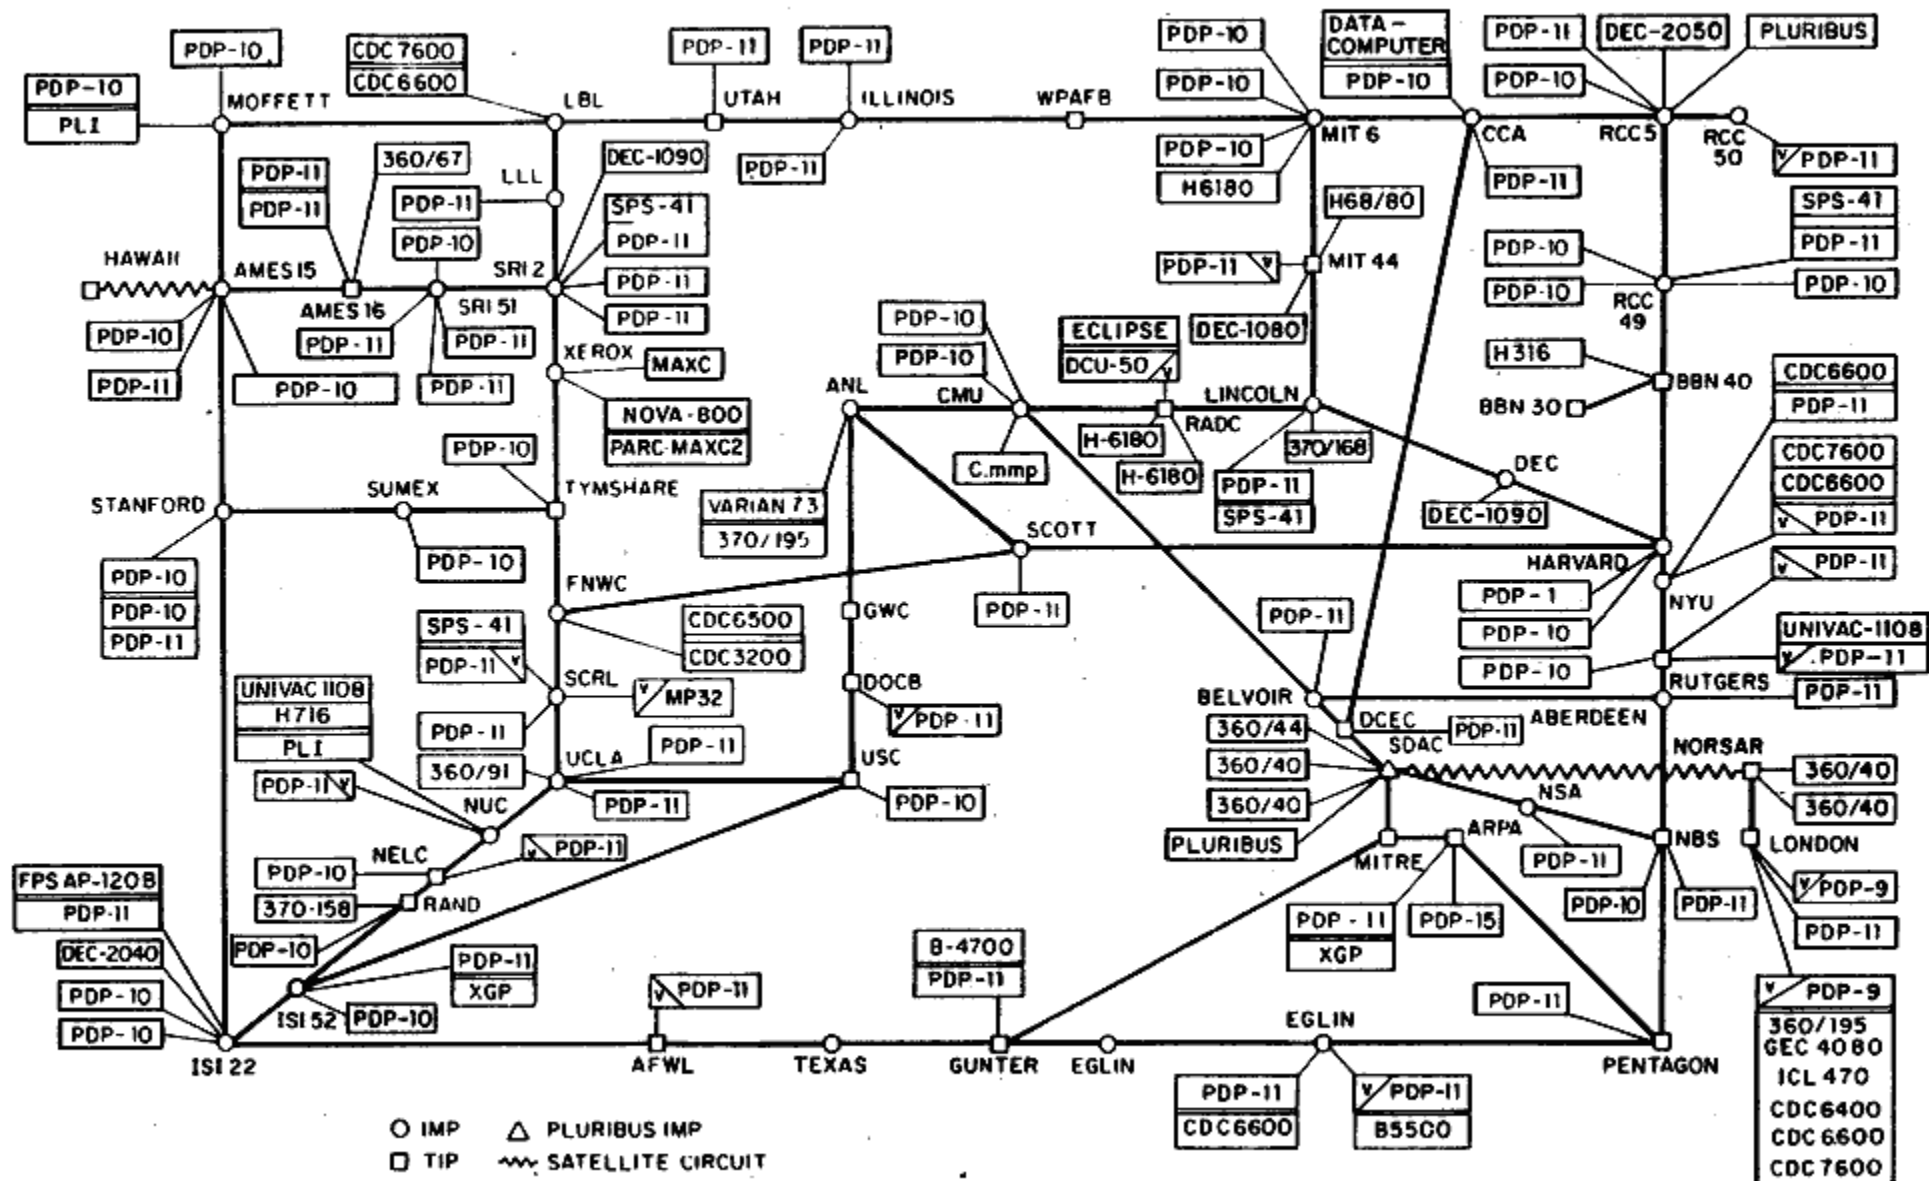 PDP-10
CDC 7600
CDC6600
PDP-11
PDP-11
PDP-10
PDP-10
DATA-
COMPUTER
PDP-10
PDP-11
PDP-10
DEC-2050
PLURIBUS
PDP-10
PLI
MOFFETT
LBL
UTAH
ILLINOIS
WPAFB
MIT 6
CCA
RCC5
RCC
50
PDP-11
PDP-10
H6180
PDP-11
V PDP-11
PDP-11
PDP-11
360/67
LLL
PDP-11
PDP-10
DEC-1090
SPS-41
PDP-11
PDP-11
PDP-11
H68/80
PDP-11 V
MIT 44
DEC-1080
PDP-10
PDP-10
SPS-41
PDP-11
PDP-10
RCC
49
HAWAII
AMES15
AMES16
SRI51
SRI2
PDP-10
PDP-11
PDP-10
PDP-11
PDP-11
PDP-11
XEROX
MAXC
NOVA-800
PARC-MAXC2
PDP-10
PDP-10
ECLIPSE
DCU-50 V
ANL
CMU
RADC
LINCOLN
H316
BBN 40
BBN 30
CDC6600
PDP-11
C.mmp
H-6180
H-6180
370/168
PDP-11
SPS-41
DEC
DEC-1090
CDC7600
CDC6600
V PDP-11
V PDP-11
STANFORD
SUMEX
PDP-10
TYMSHARE
VARIAN 73
370/195
PDP-10
PDP-10
PDP-10
PDP-11
SCOTT
PDP-11
HARVARD
PDP-1
PDP-10
NYU
FNWC
CDC6500
CDC3200
GWC
SPS-41
PDP-11 V
SCRL
V MP32
PDP-11
DOCB
V PDP-11
PDP-11
PDP-10
UNIVAC-1108
V PDP-11
RUTGERS
PDP-11
BELVOIR
ABERDEEN
DCEC
PDP-11
SDAC
360/44
360/40
360/40
PLURIBUS
NORSAR
360/40
360/40
UNIVAC 1108
H716
PLI
PDP-11 V
NUC
360/91
UCLA
PDP-11
PDP-11
USC
PDP-10
NSA
PDP-11
NBS
PDP-10
PDP-11
LONDON
V PDP-9
PDP-11
MITRE
ARPA
PDP-11
XGP
PDP-15
NELC
PDP-10
V PDP-11
370-158
RAND
PDP-10
FPS AP-120B
PDP-11
DEC-2040
PDP-10
PDP-10
PDP-11
XGP
ISI 52
PDP-10
V PDP-11
B-4700
PDP-11
PDP-11
V PDP-9
360/195
GEC 4080
ICL 470
CDC6400
CDC6600
CDC7600
ISI 22
AFWL
TEXAS
GUNTER
EGLIN
EGLIN
PENTAGON
PDP-11
CDC6600
V PDP-11
B5500
IMP
PLURIBUS IMP
TIP
SATELLITE CIRCUIT